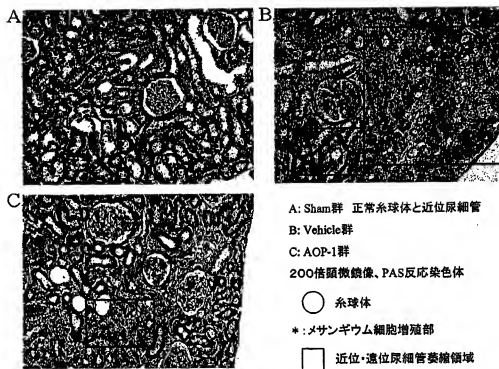 A
B
C
A: Sham群 正常糸球体と近位尿細管
B: Vehicle群
C: AOP-1群
200倍顕微鏡像、PAS反応染色体
糸球体
*:メサンギウム細胞増殖部
近位・遠位尿細管萎縮領域